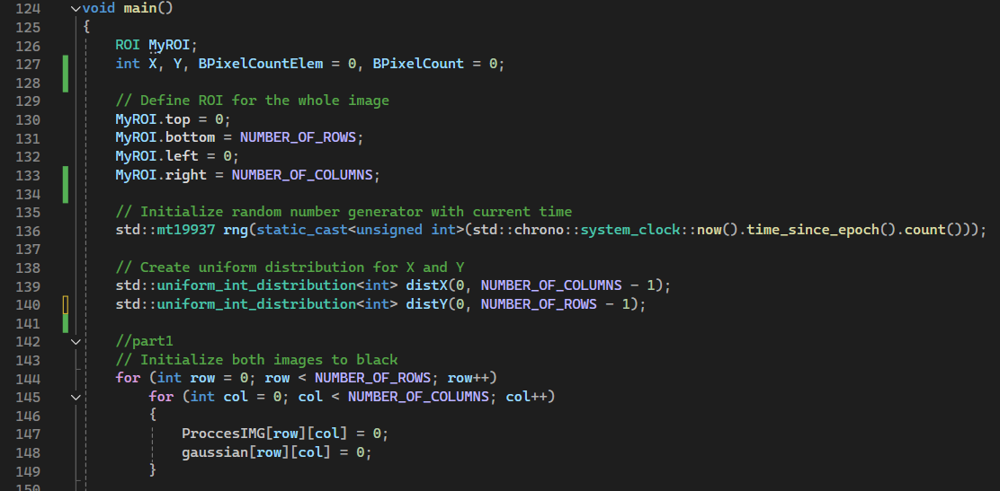 124 void main()
125 {
126 ROI MyROI;
127 int X, Y, BPixelCountElem = 0, BPixelCount = 0;
128
129 // Define ROI for the whole image
130 MyROI.top = 0;
131 MyROI.bottom = NUMBER_OF_ROWS;
132 MyROI.left = 0;
133 MyROI.right = NUMBER_OF_COLUMNS;
134
135 // Initialize random number generator with current time
136 std::mt19937 rng(static_cast<unsigned int>(std::chrono::system_clock::now().time_since_epoch().count()));
137
138 // Create uniform distribution for X and Y
139 std::uniform_int_distribution<int> distX(0, NUMBER_OF_COLUMNS - 1);
140 std::uniform_int_distribution<int> distY(0, NUMBER_OF_ROWS - 1);
141
142 //part1
143 // Initialize both images to black
144 for (int row = 0; row < NUMBER_OF_ROWS; row++)
145 for (int col = 0; col < NUMBER_OF_COLUMNS; col++)
146 {
147 ProccesIMG[row][col] = 0;
148 gaussian[row][col] = 0;
149 }
150